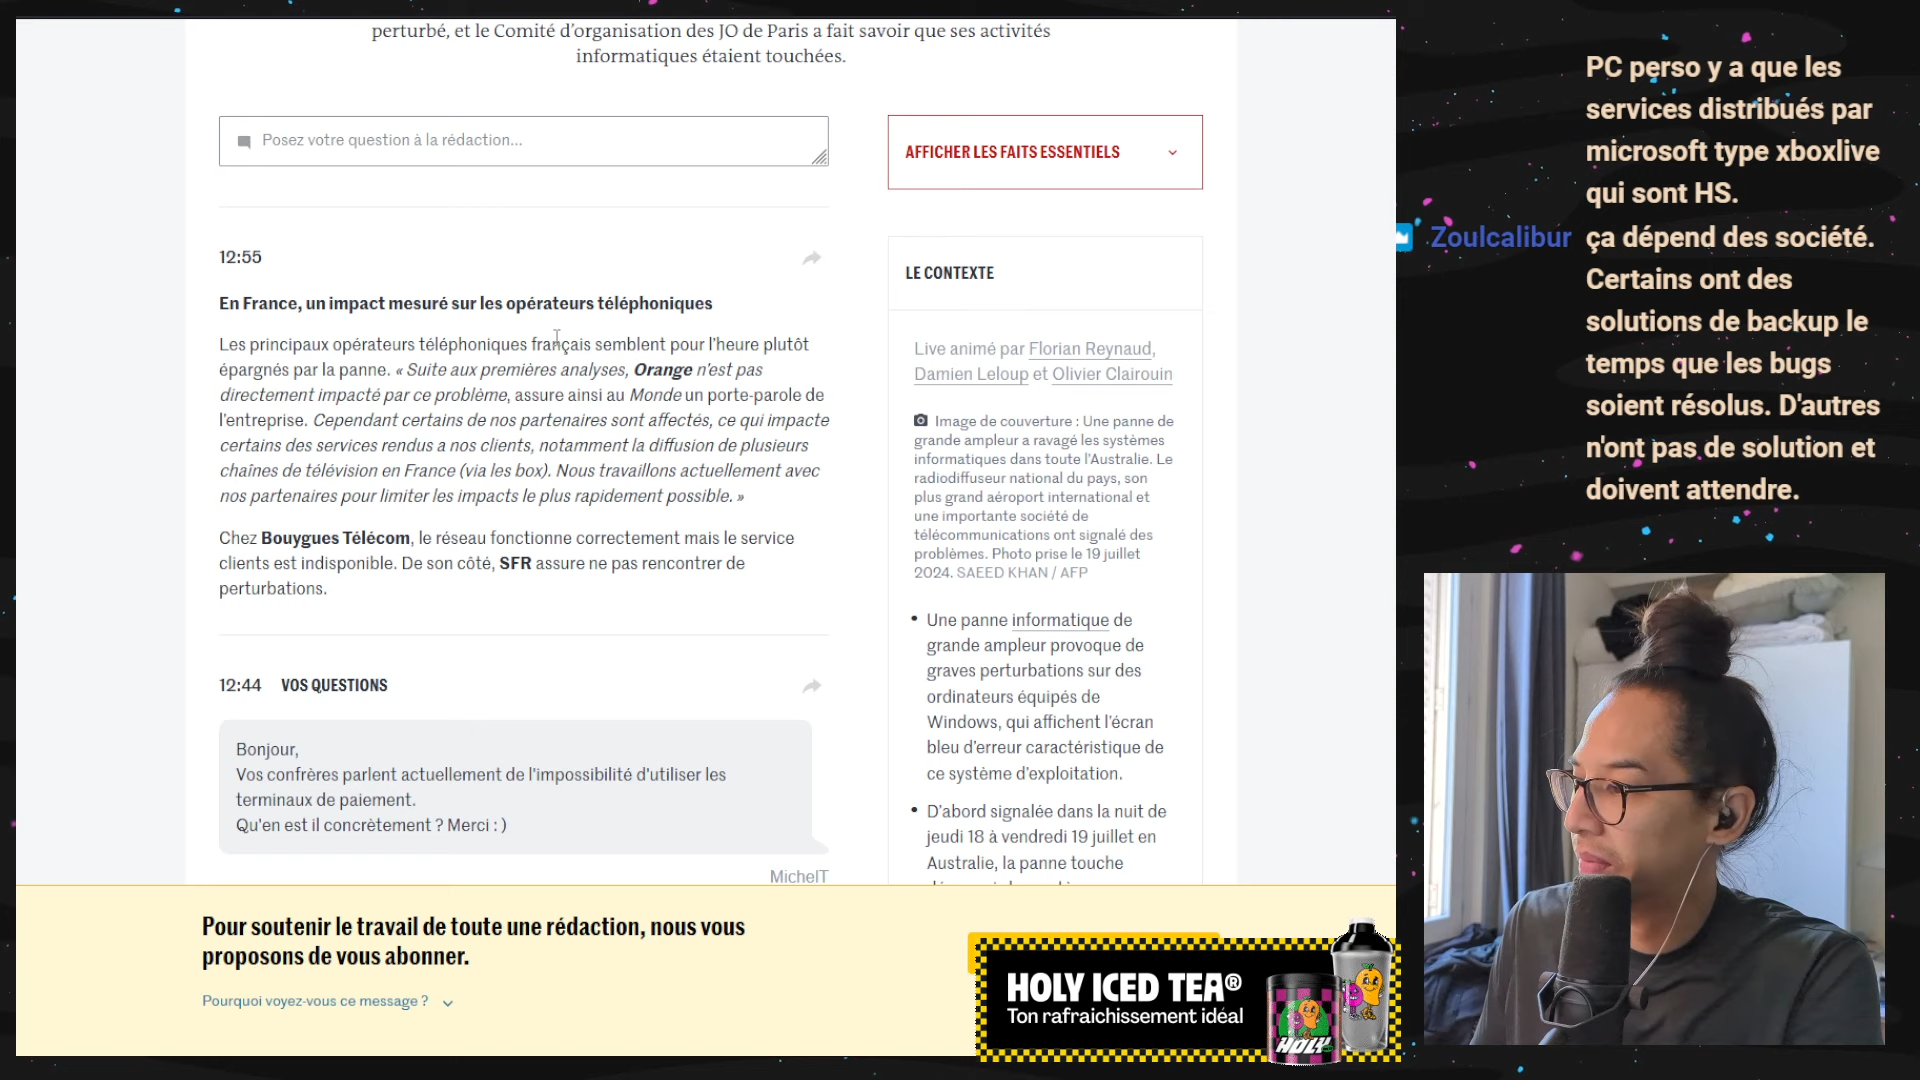 perturbé, et le Comité d'organisation des JO de Paris a fait savoir que ses activités
informatiques étaient touchées.
Posez votre question à la rédaction...
AFFICHER LES FAITS ESSENTIELS
12:55
En France, un impact mesuré sur les opérateurs téléphoniques
Les principaux opérateurs téléphoniques français semblent pour l'heure plutôt
épargnés par la panne. « Suite aux premières analyses, Orange n'est pas
directement impacté par ce problème, assure ainsi au Monde un porte-parole de
l'entreprise. Cependant certains de nos partenaires sont affectés, ce qui impacte
certains des services rendus a nos clients, notamment la diffusion de plusieurs
chaînes de télévision en France (via les box). Nous travaillons actuellement avec
nos partenaires pour limiter les impacts le plus rapidement possible. »
Chez Bouygues Télécom, le réseau fonctionne correctement mais le service
clients est indisponible. De son côté, SFR assure ne pas rencontrer de
perturbations.
12:44 VOS QUESTIONS
Bonjour,
Vos confrères parlent actuellement de l'impossibilité d'utiliser les
terminaux de paiement.
Qu'en est il concrètement ? Merci : )
MichelT
LE CONTEXTE
Live animé par Florian Reynaud,
Damien Leloup et Olivier Clairouin
Image de couverture : Une panne de
grande ampleur a ravagé les systèmes
informatiques dans toute l'Australie. Le
radiodiffuseur national du pays, son
plus grand aéroport international et
une importante société de
télécommunications ont signalé des
problèmes. Photo prise le 19 juillet
2024. SAEED KHAN / AFP
• Une panne informatique de
grande ampleur provoque de
graves perturbations sur des
ordinateurs équipés de
Windows, qui affichent l'écran
bleu d'erreur caractéristique de
ce système d'exploitation.
• D'abord signalée dans la nuit de
jeudi 18 à vendredi 19 juillet en
Australie, la panne touche
Pour soutenir le travail de toute une rédaction, nous vous
proposons de vous abonner.
Pourquoi voyez-vous ce message ?
HOLY ICED TEA®
Ton rafraichissement idéal
HOLY
PC perso y a que les
services distribués par
microsoft type xboxlive
qui sont HS.
Zoulcalibur ça dépend des société.
Certains ont des
solutions de backup le
temps que les bugs
soient résolus. D'autres
n'ont pas de solution et
doivent attendre.